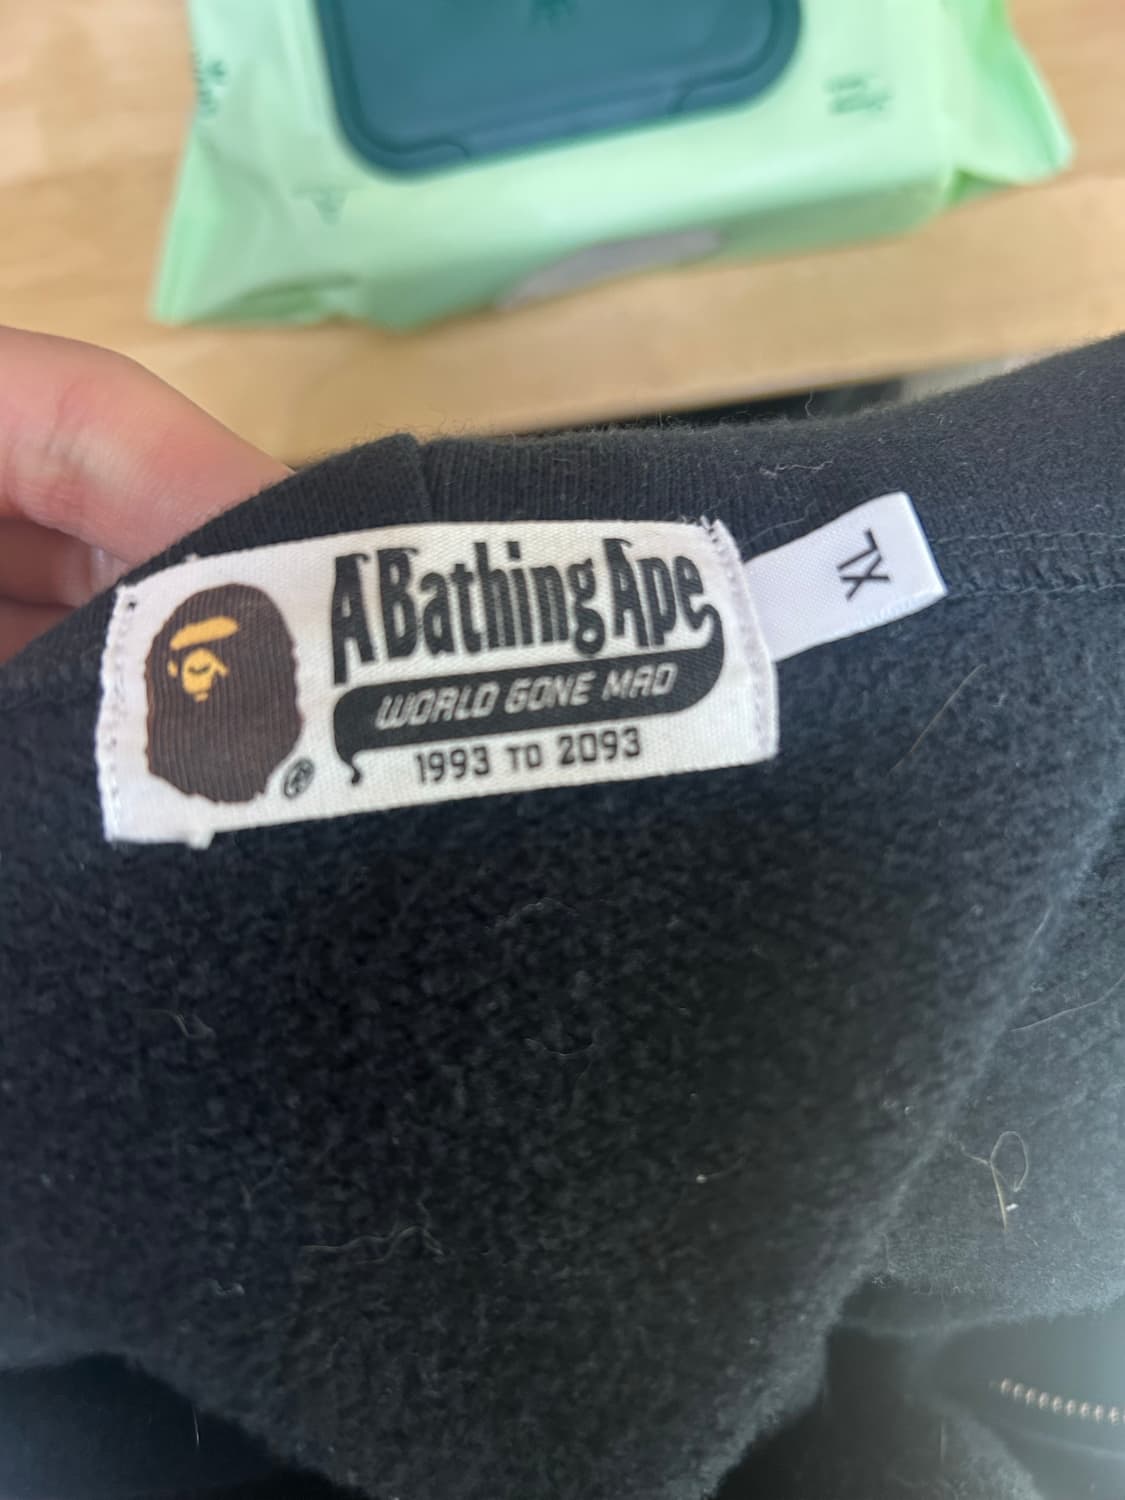 A Bathing Ape
WORLD GONE MAD
1993 TO 2093
®
XL